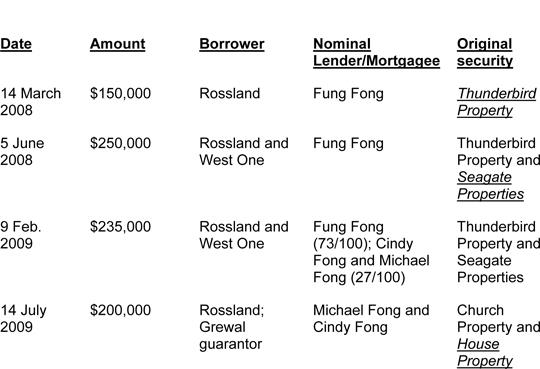 Date Amount Borrower Nominal Lender/Mortgagee Original security
14 March 2008 $150,000 Rossland Fung Fong Thunderbird Property
5 June 2008 $250,000 Rossland and West One Fung Fong Thunderbird Property and Seagate Properties
9 Feb. 2009 $235,000 Rossland and West One Fung Fong (73/100); Cindy Fong and Michael Fong (27/100) Thunderbird Property and Seagate Properties
14 July 2009 $200,000 Rossland; Grewal guarantor Michael Fong and Cindy Fong Church Property and House Property